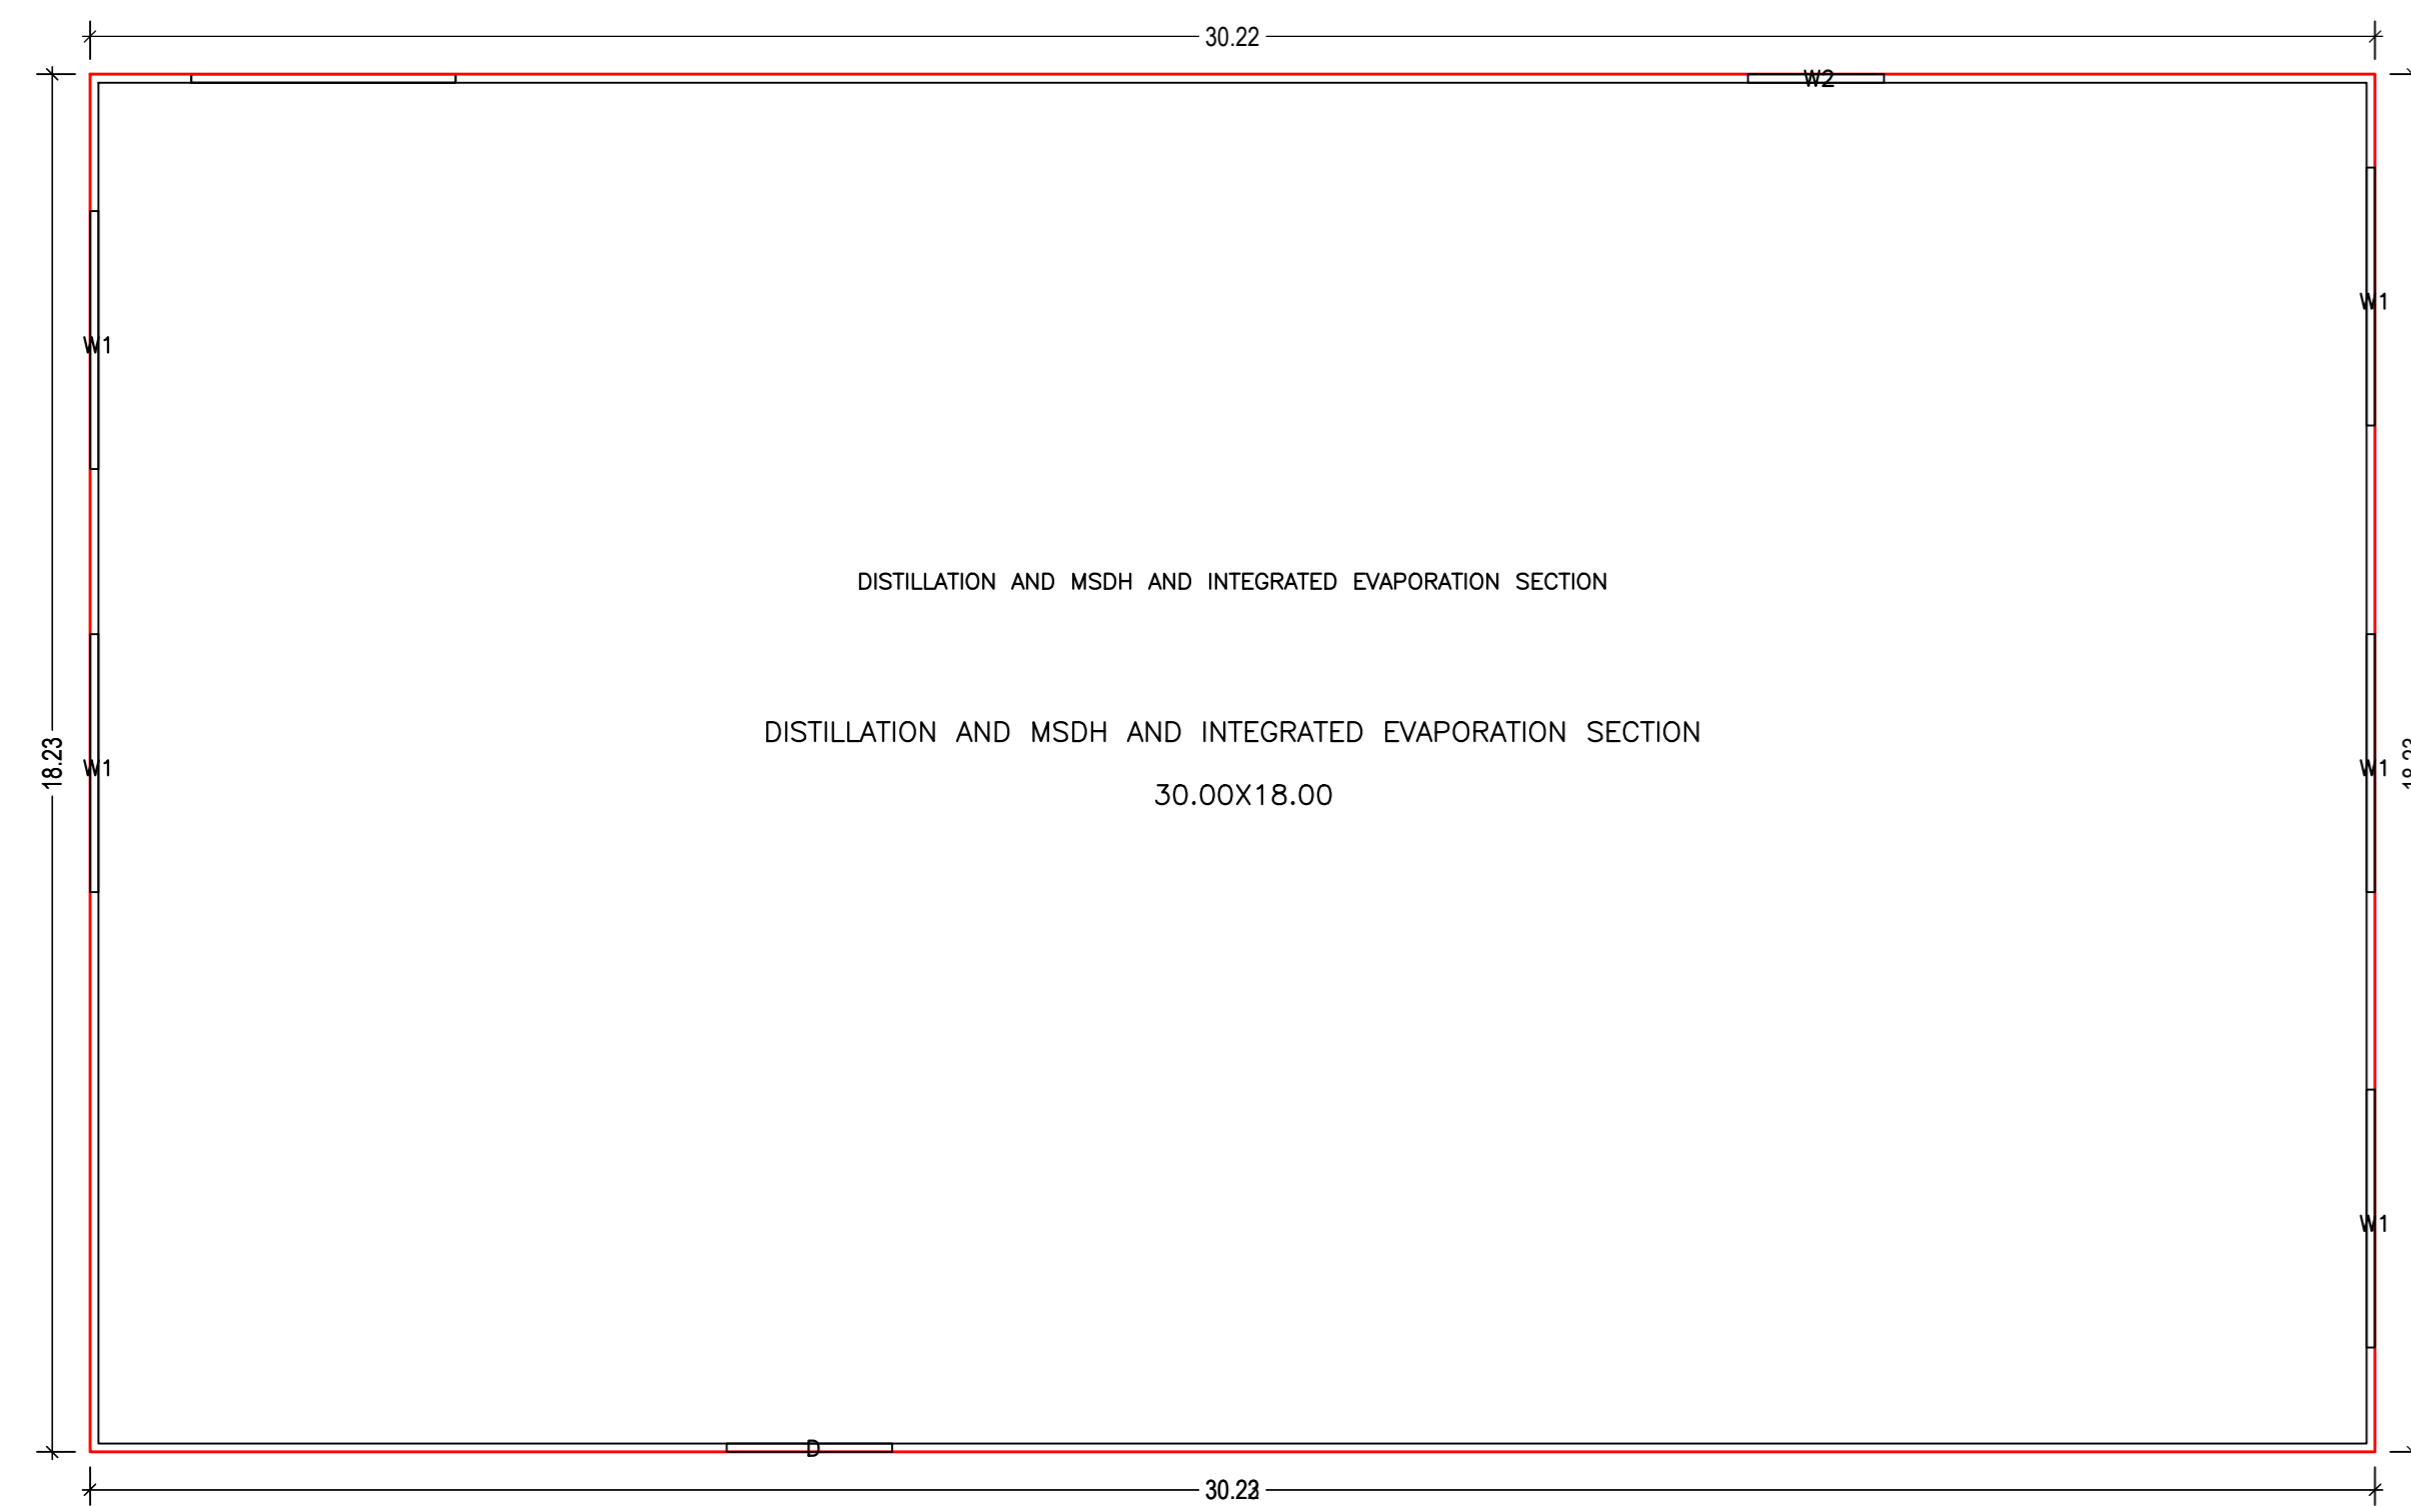 30.22
W2
W1
W1
DISTILLATION AND MSDH AND INTEGRATED EVAPORATION SECTION
DISTILLATION AND MSDH AND INTEGRATED EVAPORATION SECTION
18.23
W1
W1
30.00X18.00
W1
D